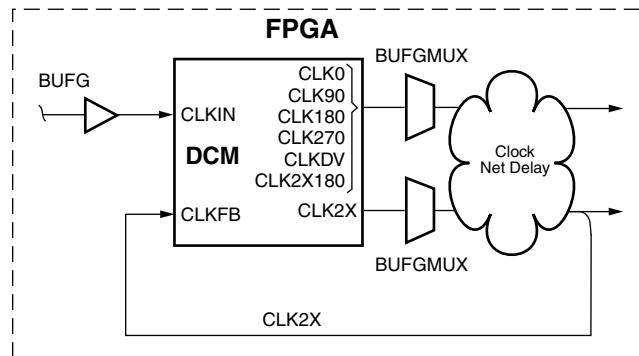 FPGA
BUFGMUX
BUFG
CLK0
CLK90
CLKIN
CLK180
CLK270
DCM
CLKDV
CLK2X180
Clock
Net Delay
CLKFB
CLK2X
BUFGMUX
CLK2X